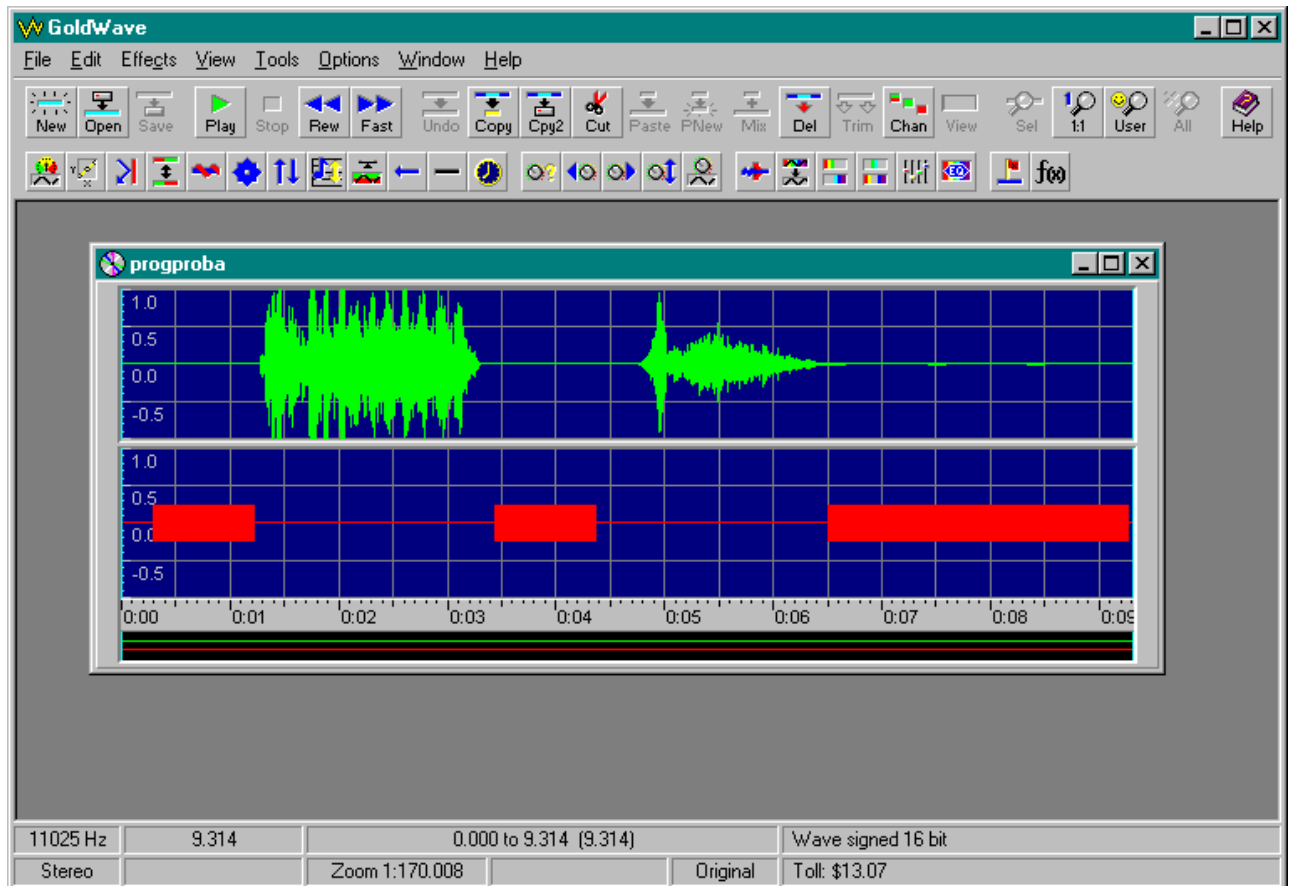 GoldWave
File Edit Effects View Tools Options Window Help
New Open Save Play Stop Rew Fast Undo Copy Cpy2 Cut Paste PNew Mix Del Trim Chan View Sel 1:1 User All Help
f(x)
progproba
1.0
0.5
0.0
-0.5
1.0
0.5
0.0
-0.5
0:00 0:01 0:02 0:03 0:04 0:05 0:06 0:07 0:08 0:09
11025 Hz 9.314 0.000 to 9.314 (9.314) Wave signed 16 bit
Stereo Zoom 1:170.008 Original Toll: $13.07